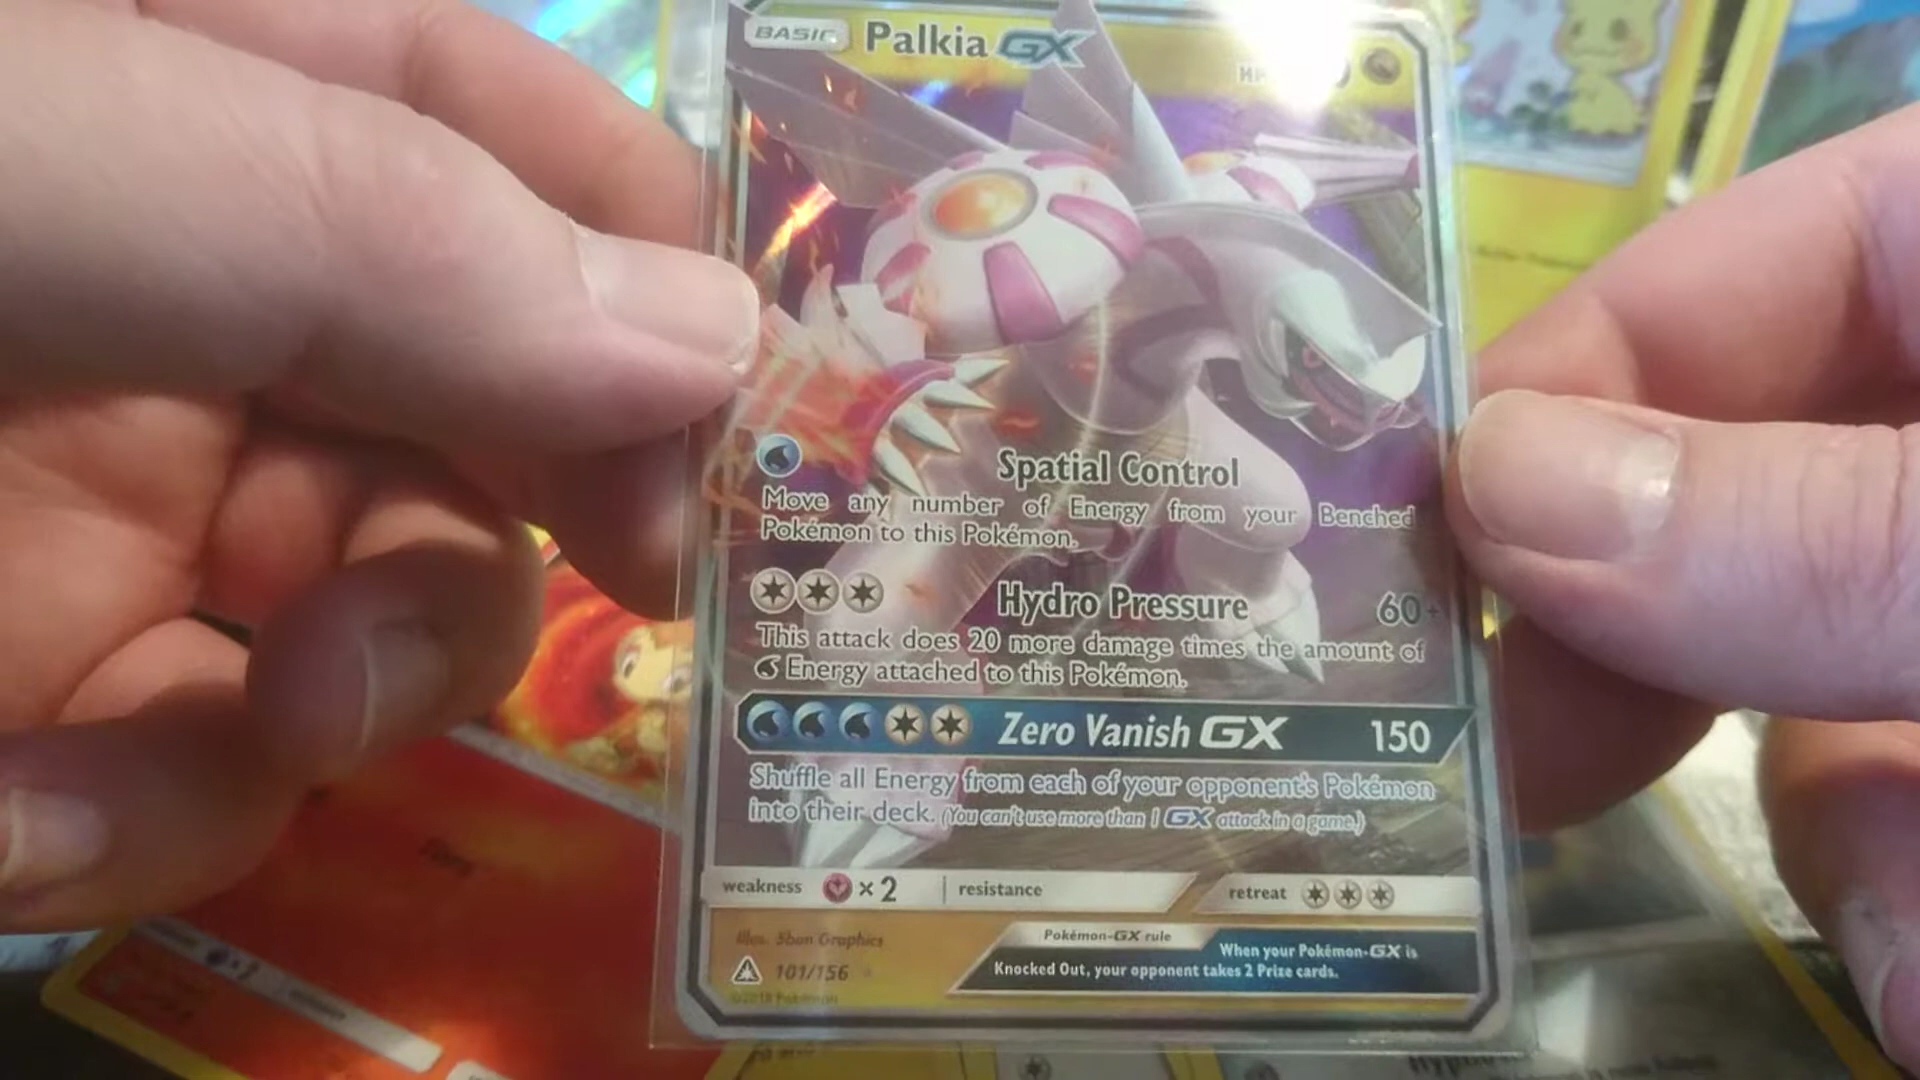 BASIC Palkia GX
HP
Spatial Control
Move any number of Energy from your Benched
Pokémon to this Pokémon.
Hydro Pressure 60+
This attack does 20 more damage times the amount of
Energy attached to this Pokémon.
Zero Vanish GX 150
Shuffle all Energy from each of your opponent's Pokémon
into their deck. (You can't use more than 1 GX attack in a game.)
weakness ×2 resistance retreat
Illus. 5ban Graphics
Pokémon-GX rule
When your Pokémon-GX is
Knocked Out, your opponent takes 2 Prize cards.
101/156
©2018 Pokémon